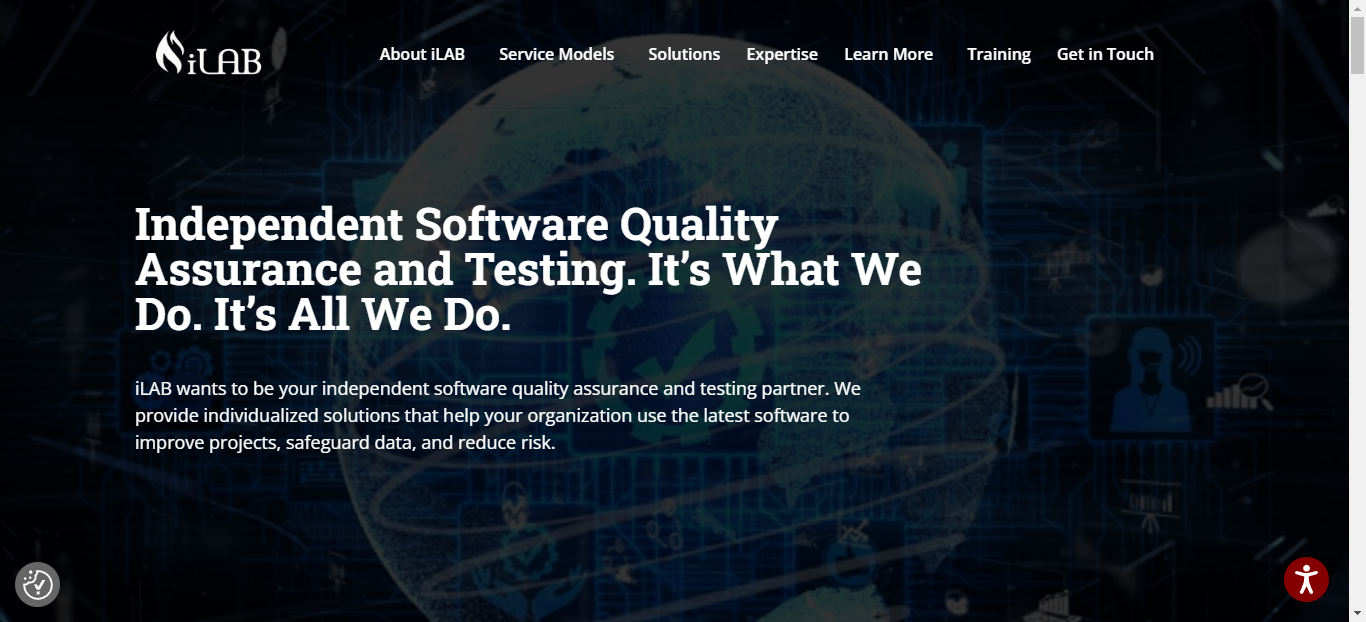 iLAB
About iLAB
Service Models
Solutions
Expertise
Learn More
Training
Get in Touch
Independent Software Quality
Assurance and Testing. It’s What We
Do. It’s All We Do.
iLAB wants to be your independent software quality assurance and testing partner. We
provide individualized solutions that help your organization use the latest software to
improve projects, safeguard data, and reduce risk.